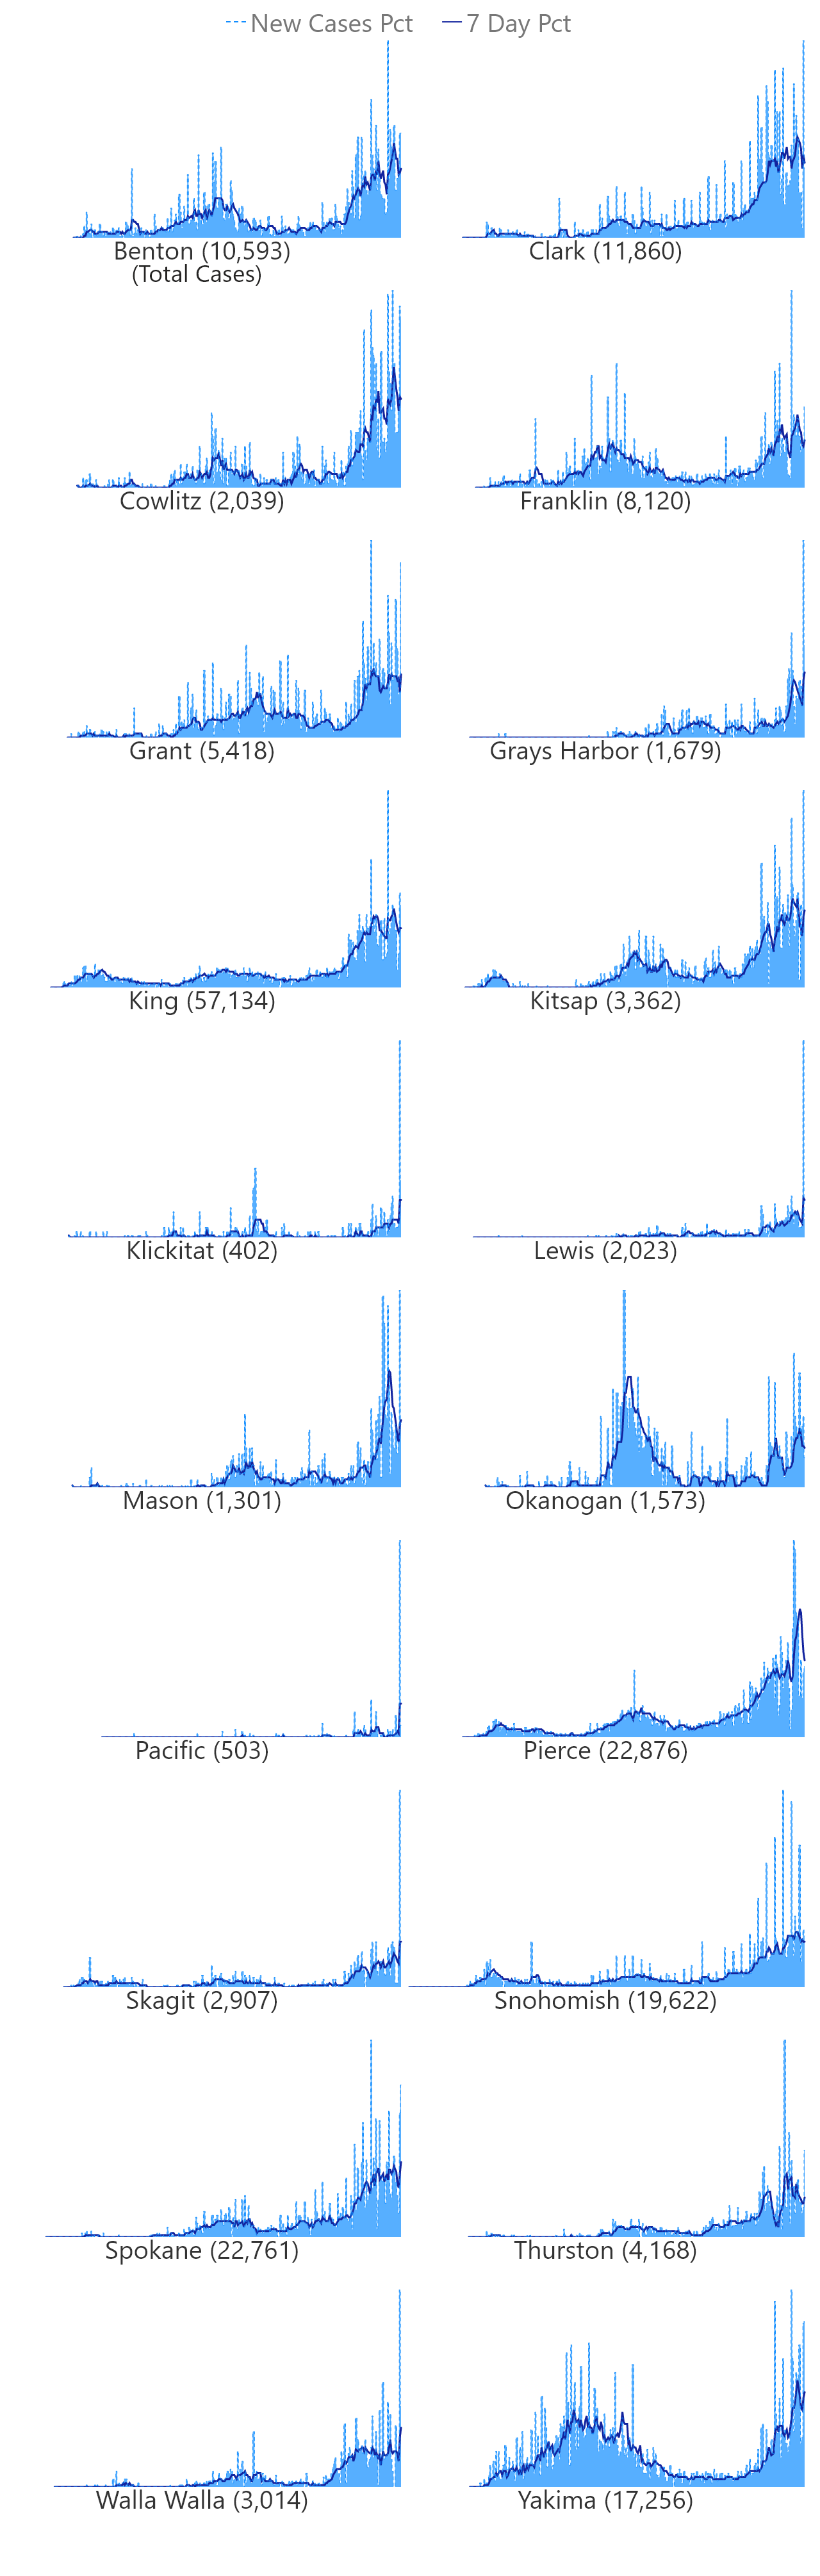 New Cases Pct 7 Day Pct
Benton (10,593) Clark (11,860)
(Total Cases)
Cowlitz (2,039) Franklin (8,120)
Grant (5,418) Grays Harbor (1,679)
King (57,134) Kitsap (3,362)
Klickitat (402) Lewis (2,023)
Mason (1,301) Okanogan (1,573)
Pacific (503) Pierce (22,876)
Skagit (2,907) Snohomish (19,622)
Spokane (22,761) Thurston (4,168)
Walla Walla (3,014) Yakima (17,256)